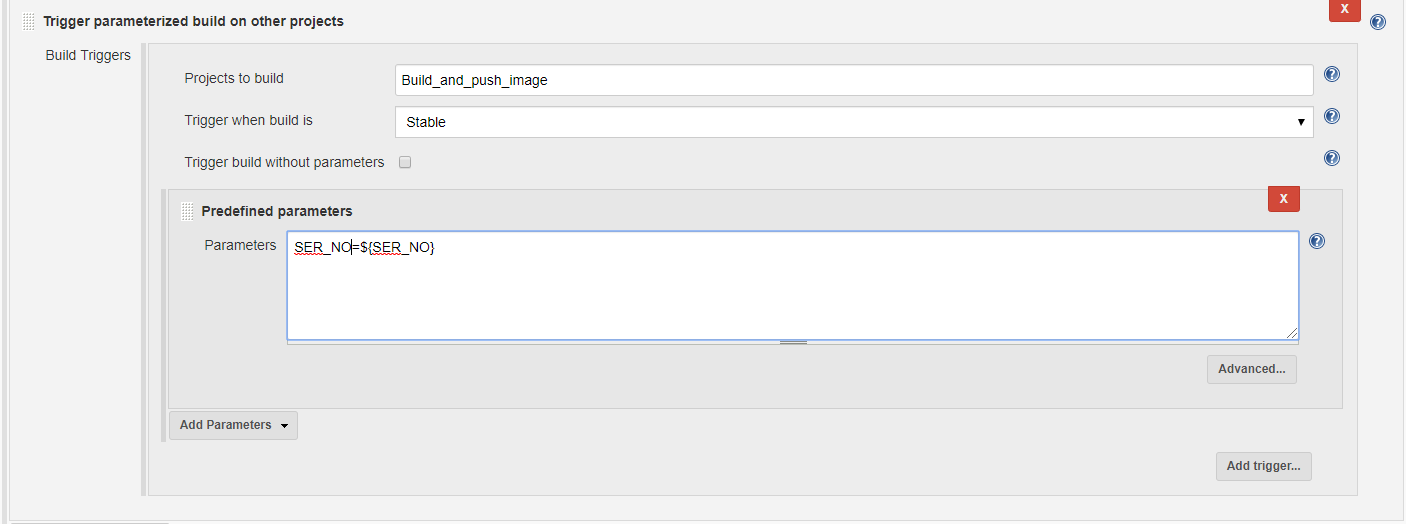 Trigger parameterized build on other projects
X
?
Build Triggers
Projects to build
Build_and_push_image
?
Trigger when build is
Stable
?
Trigger build without parameters
?
Predefined parameters
X
Parameters
SER_NO=${SER_NO}
?
Advanced...
Add Parameters
Add trigger...